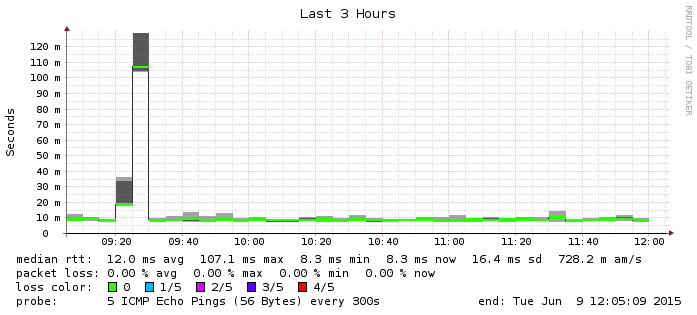 Last 3 Hours
RRDTOOL / TOBI OETIKER
Seconds
120 m
110 m
100 m
90 m
80 m
70 m
60 m
50 m
40 m
30 m
20 m
10 m
0
09:20 09:40 10:00 10:20 10:40 11:00 11:20 11:40 12:00
median rtt: 12.0 ms avg 107.1 ms max 8.3 ms min 8.3 ms now 16.4 ms sd 728.2 m am/s
packet loss: 0.00 % avg 0.00 % max 0.00 % min 0.00 % now
loss color: 0 1/5 2/5 3/5 4/5
probe: 5 ICMP Echo Pings (56 Bytes) every 300s end: Tue Jun 9 12:05:09 2015